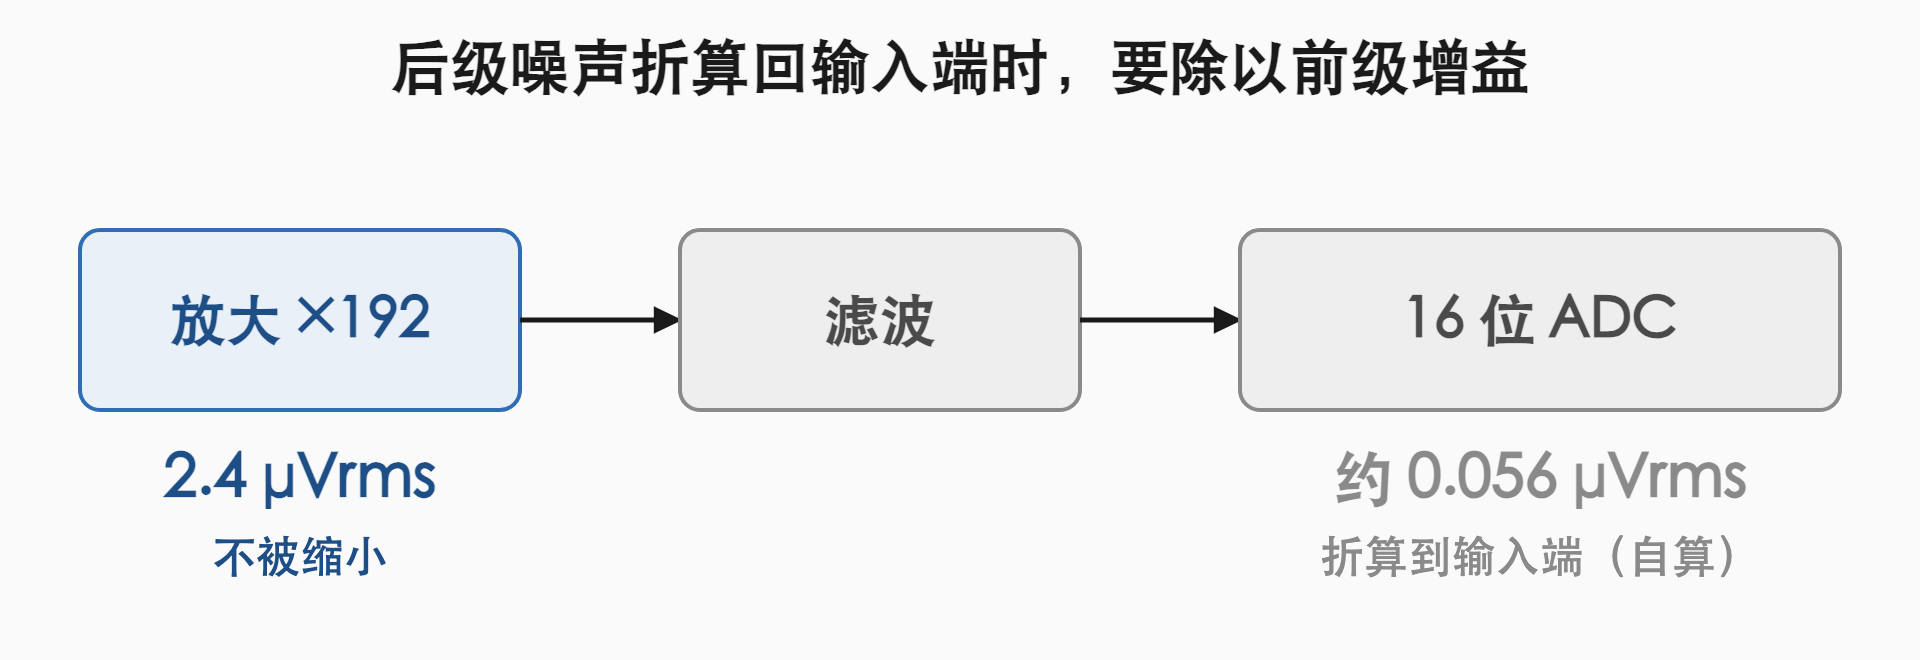 后级噪声折算回输入端时，要除以前级增益
放大 ×192
滤波
16 位 ADC
2.4 µVrms
约 0.056 µVrms
不被缩小
折算到输入端（自算）